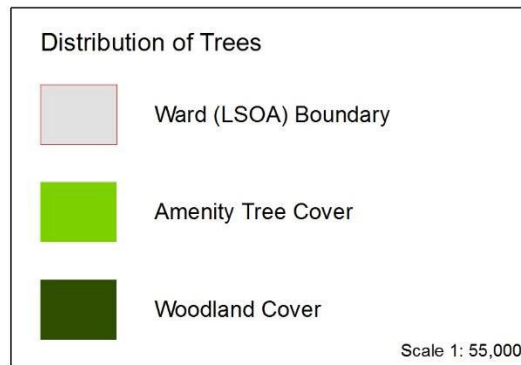 Distribution of Trees
Ward (LSOA) Boundary
Amenity Tree Cover
Woodland Cover
Scale 1: 55,000